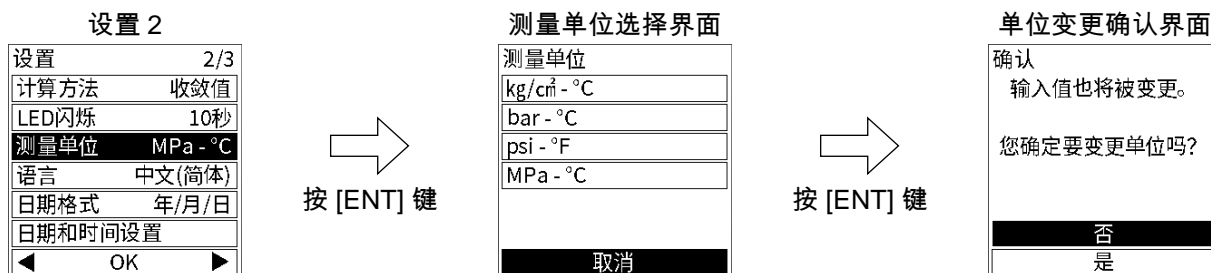 设置 2
设置 2/3
计算方法 收敛值
LED闪烁 10秒
测量单位 MPa - °C
语言 中文(简体)
日期格式 年/月/日
日期和时间设置
◀ OK ▶
按 [ENT] 键
测量单位选择界面
测量单位
kg/c㎡ - °C
bar - °C
psi - °F
MPa - °C
取消
按 [ENT] 键
单位变更确认界面
确认
输入值也将被变更。
您确定要变更单位吗?
否
是